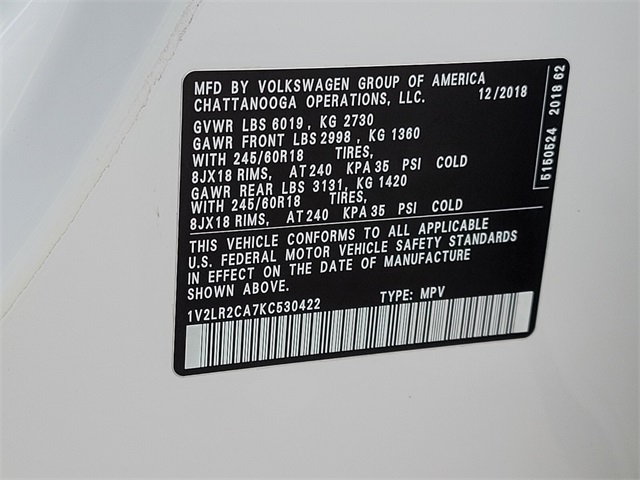 MFD BY VOLKSWAGEN GROUP OF AMERICA
CHATTANOOGA OPERATIONS, LLC. 12/2018
GVWR LBS 6019, KG 2730
GAWR FRONT LBS 2998, KG 1360
WITH 245/60R18 TIRES,
8JX18 RIMS, AT 240 KPA 35 PSI COLD
GAWR REAR LBS 3131, KG 1420
WITH 245/60R18 TIRES,
8JX18 RIMS, AT 240 KPA 35 PSI COLD
THIS VEHICLE CONFORMS TO ALL APPLICABLE
U.S. FEDERAL MOTOR VEHICLE SAFETY STANDARDS
IN EFFECT ON THE DATE OF MANUFACTURE
SHOWN ABOVE.
1V2LR2CA7KC530422 TYPE: MPV
5150524 2018 62